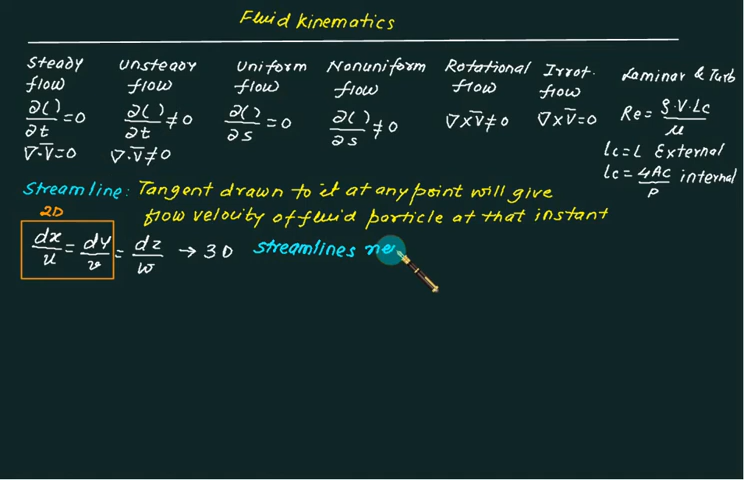 Fluid kinematics
Steady flow
Unsteady flow
Uniform flow
Nonuniform flow
Rotational flow
Irrot. flow
Laminar & Turb
∂( )/∂t = 0
∂( )/∂t ≠ 0
∂( )/∂s = 0
∂( )/∂s ≠ 0
∇×V̅≠0
∇×V̅=0
Re = ρ·V·Lc/μ
∇·V̅=0
∇·V̅≠0
lc = L External
lc = 4Ac/P internal
Streamline: Tangent drawn to it at any point will give
flow velocity of fluid particle at that instant
2D
dx/u = dy/v = dz/w → 3D streamlines ne